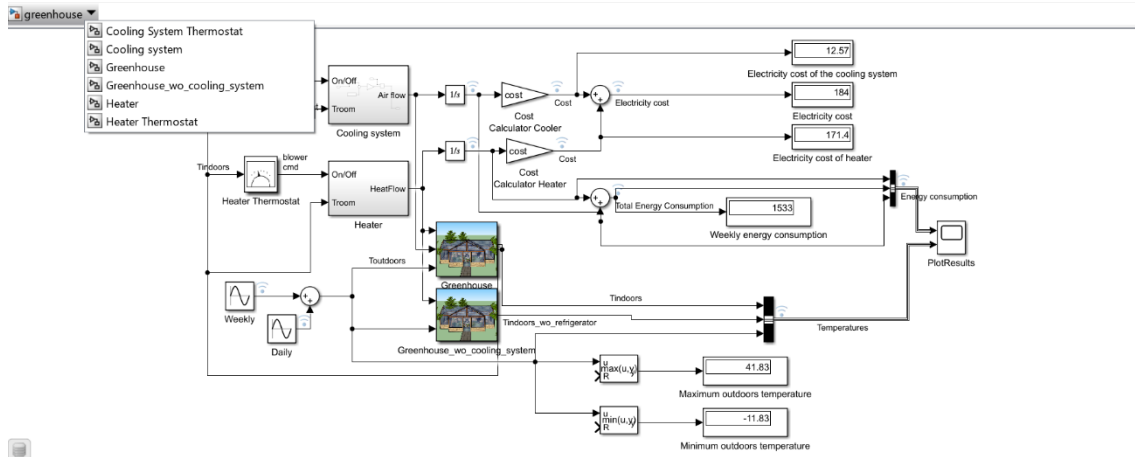 greenhouse
Cooling System Thermostat
Cooling system
Greenhouse
Greenhouse_wo_cooling_system
Heater
Heater Thermostat
On/Off
Air flow
Troom
Cooling system
1/s
cost
Cost
Cost
Calculator Cooler
Electricity cost
12.57
Electricity cost of the cooling system
184
Electricity cost
171.4
Electricity cost of heater
1/s
cost
Cost
Cost
Calculator Heater
Tindoors
blower
cmd
Heater Thermostat
On/Off
HeatFlow
Troom
Heater
Total Energy Consumption
1533
Weekly energy consumption
Energy consumption
PlotResults
Toutdoors
Greenhouse
Weekly
Daily
Tindoors
Tindoors_wo_refrigerator
Temperatures
Greenhouse_wo_cooling_system
u
max(u,y)
R
41.83
Maximum outdoors temperature
u
min(u,y)
R
-11.83
Minimum outdoors temperature